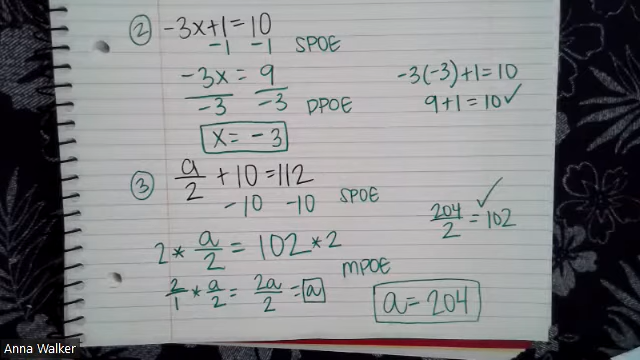 ② -3x+1=10
-1 -1 SPOE
-3x = 9
-3 -3 DPOE
x= -3
-3(-3)+1=10
9+1=10✓
③ a/2 +10=112
-10 -10 SPOE
2 * a/2 = 102 * 2
MPOE
2/1 * a/2 = 2a/2 = a
204/2 = 102 ✓
a=204
Anna Walker